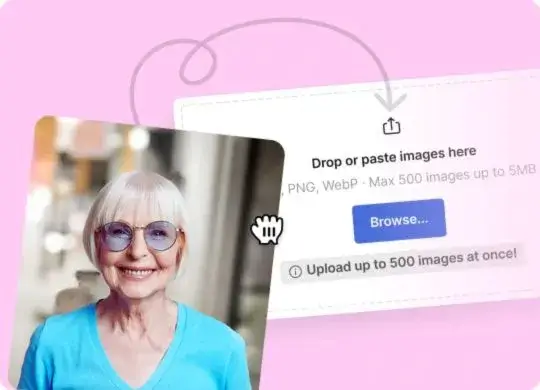 Drop or paste images here
, PNG, WebP · Max 500 images up to 5MB
Browse...
Upload up to 500 images at once!